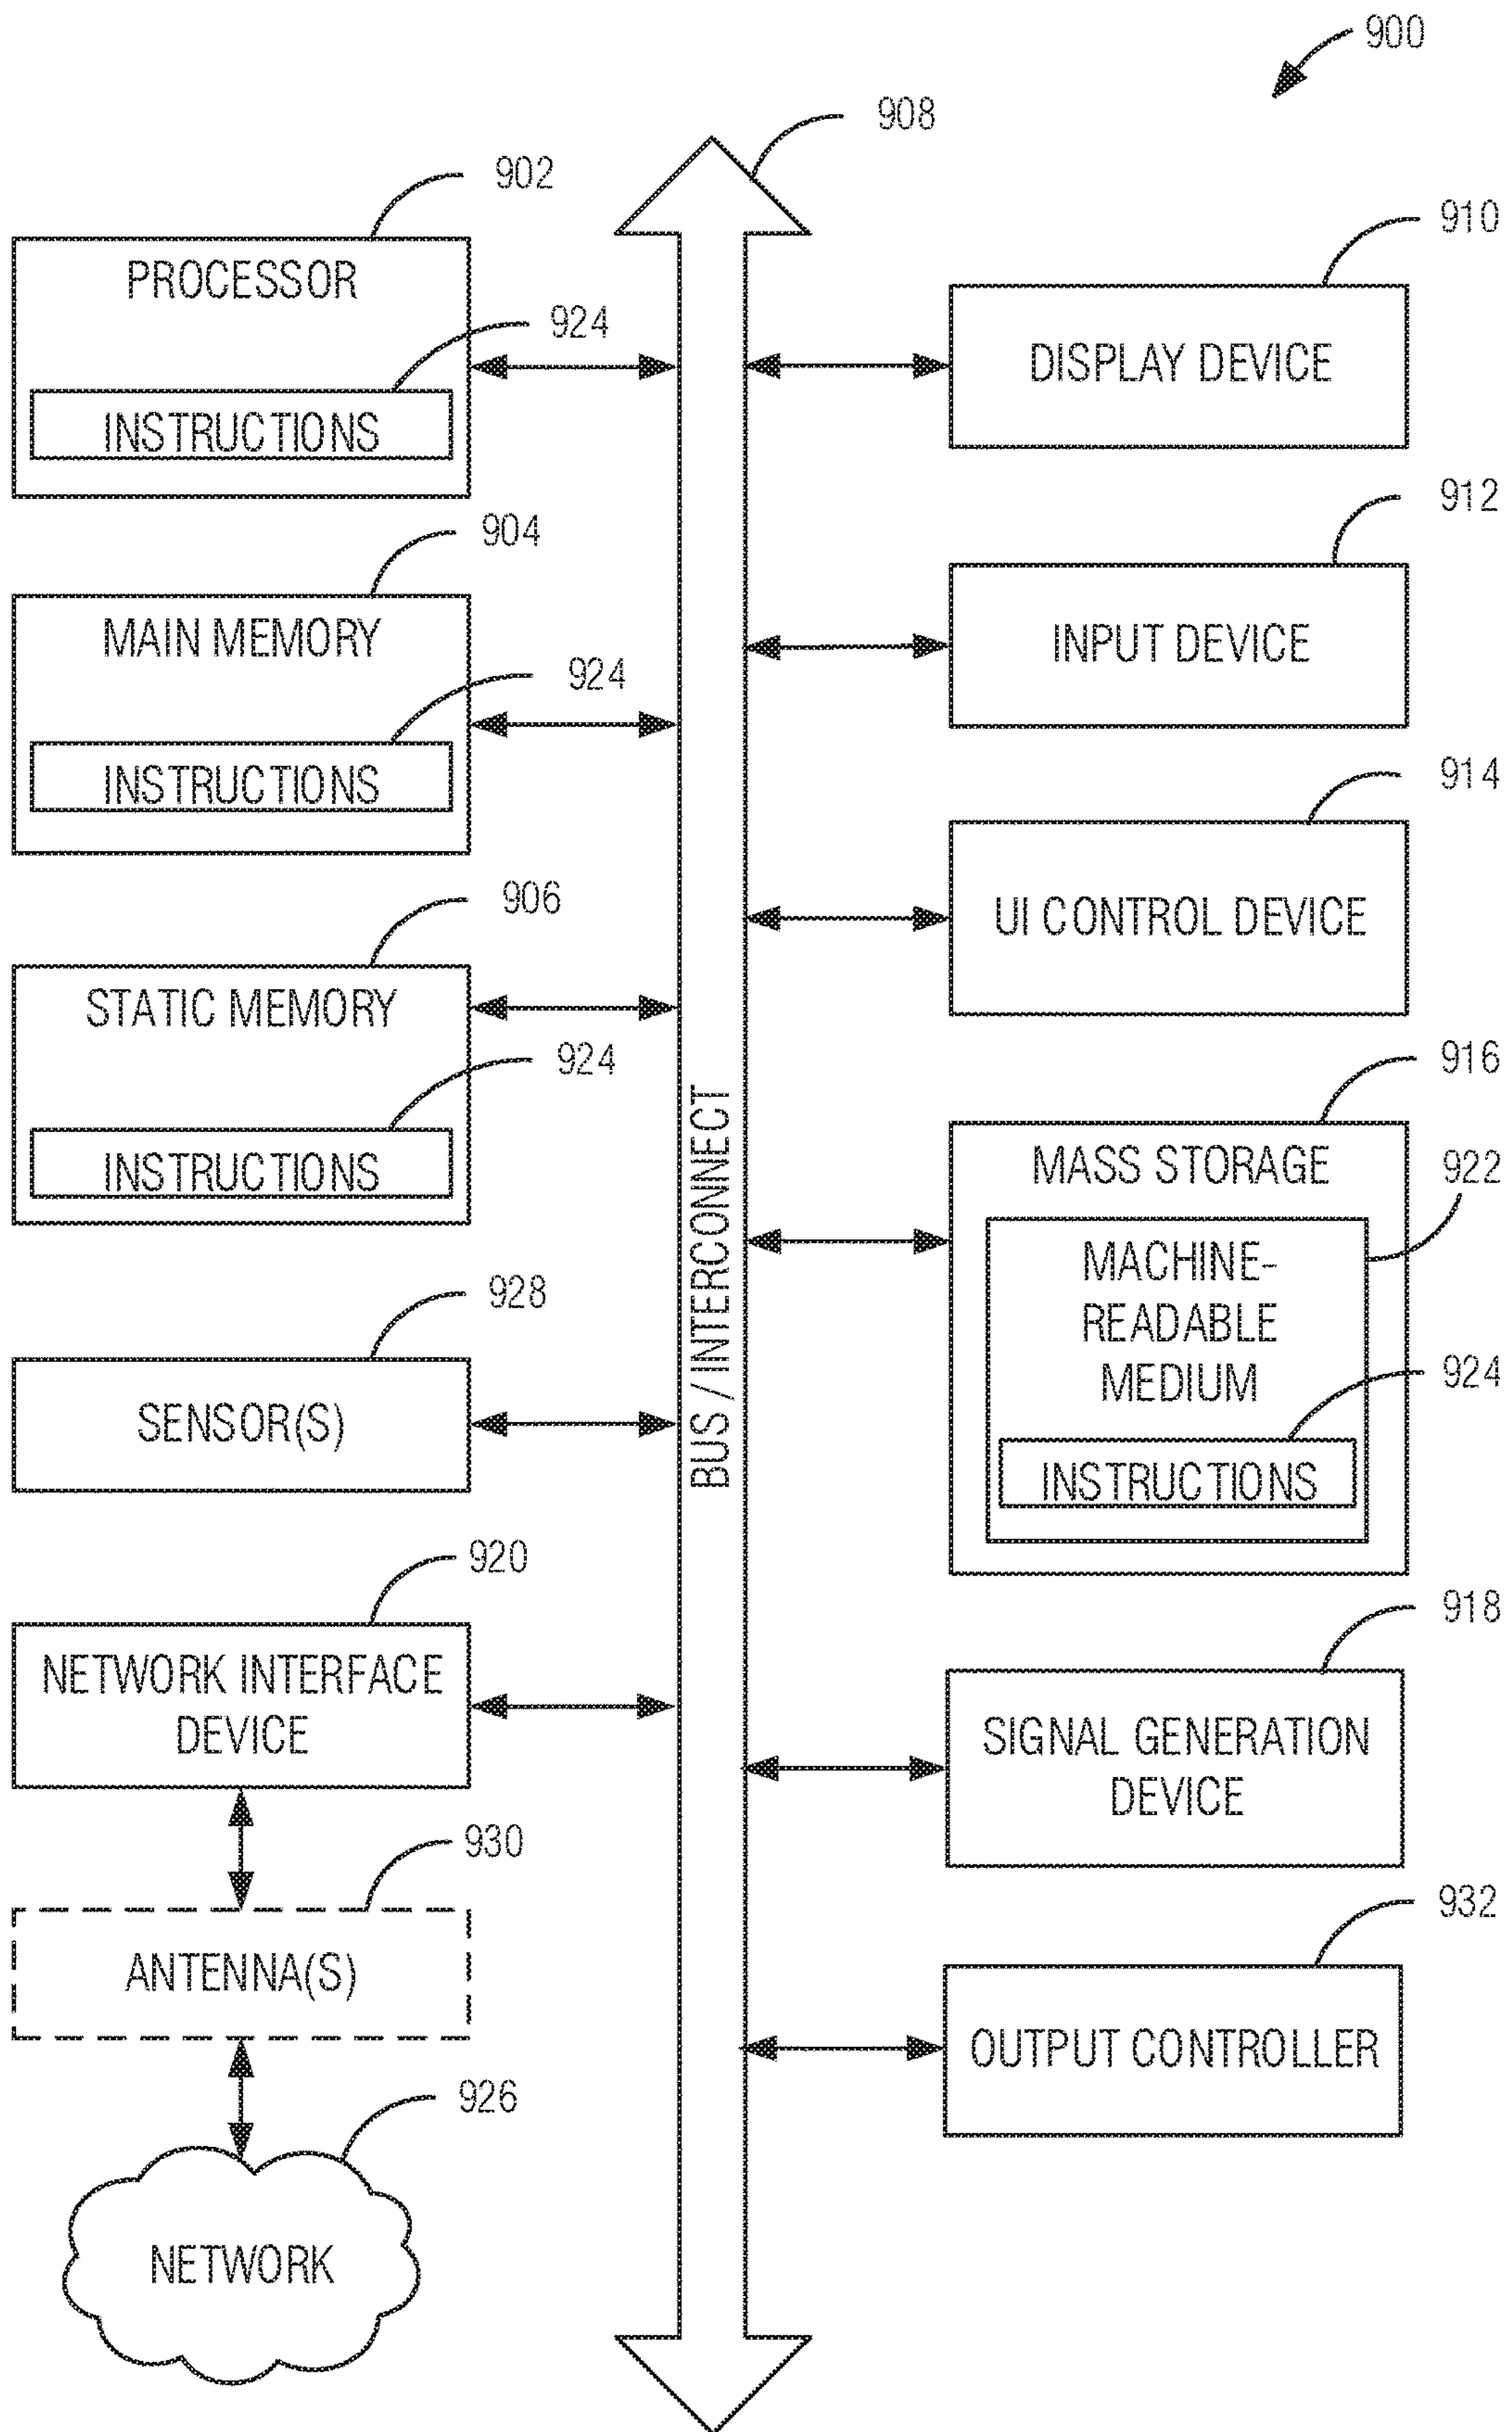 900
908
902
PROCESSOR
924
INSTRUCTIONS
904
MAIN MEMORY
924
INSTRUCTIONS
906
STATIC MEMORY
924
INSTRUCTIONS
928
SENSOR(S)
920
NETWORK INTERFACE
DEVICE
930
ANTENNA(S)
926
NETWORK
BUS / INTERCONNECT
910
DISPLAY DEVICE
912
INPUT DEVICE
914
UI CONTROL DEVICE
916
MASS STORAGE
922
MACHINE-
READABLE
MEDIUM
924
INSTRUCTIONS
918
SIGNAL GENERATION
DEVICE
932
OUTPUT CONTROLLER